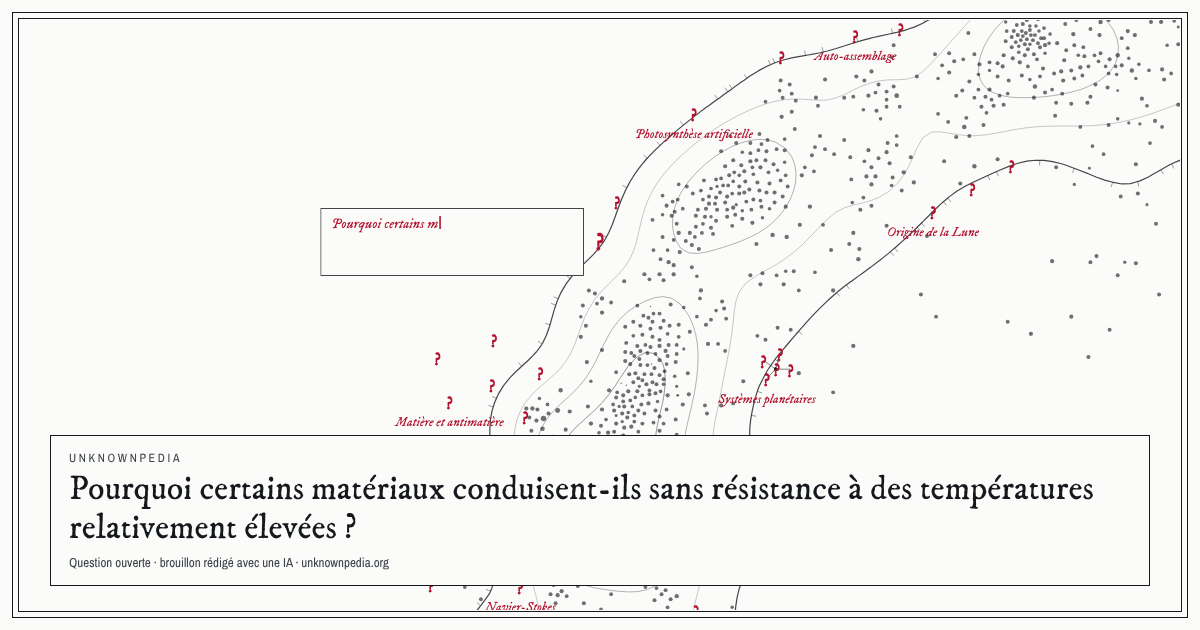 Auto-assemblage
Photosynthèse artificielle
Pourquoi certains m
Origine de la Lune
Systèmes planétaires
Matière et antimatière
UNKNOWNPEDIA
Pourquoi certains matériaux conduisent-ils sans résistance à des températures
relativement élevées ?
Question ouverte · brouillon rédigé avec une IA · unknownpedia.org
Navier-Stokes